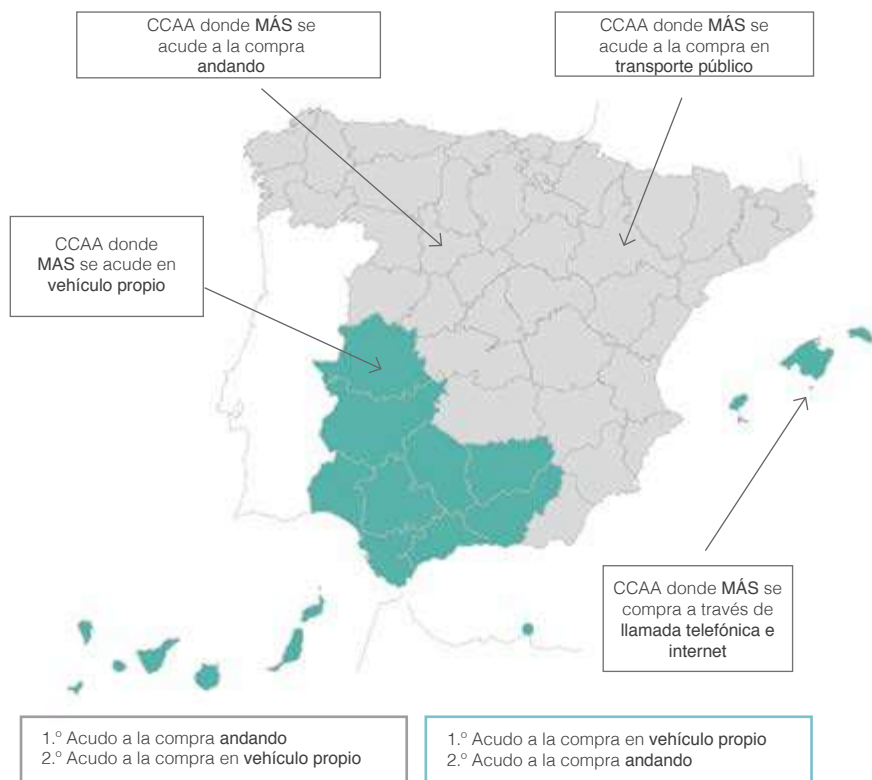 CCAA donde MÁS se
acude a la compra
andando
CCAA donde MÁS se
acude a la compra en
transporte público
CCAA donde
MAS se acude en
vehículo propio
CCAA donde MÁS se
compra a través de
llamada telefónica e
internet
1.º Acudo a la compra andando
2.º Acudo a la compra en vehículo propio
1.º Acudo a la compra en vehículo propio
2.º Acudo a la compra andando